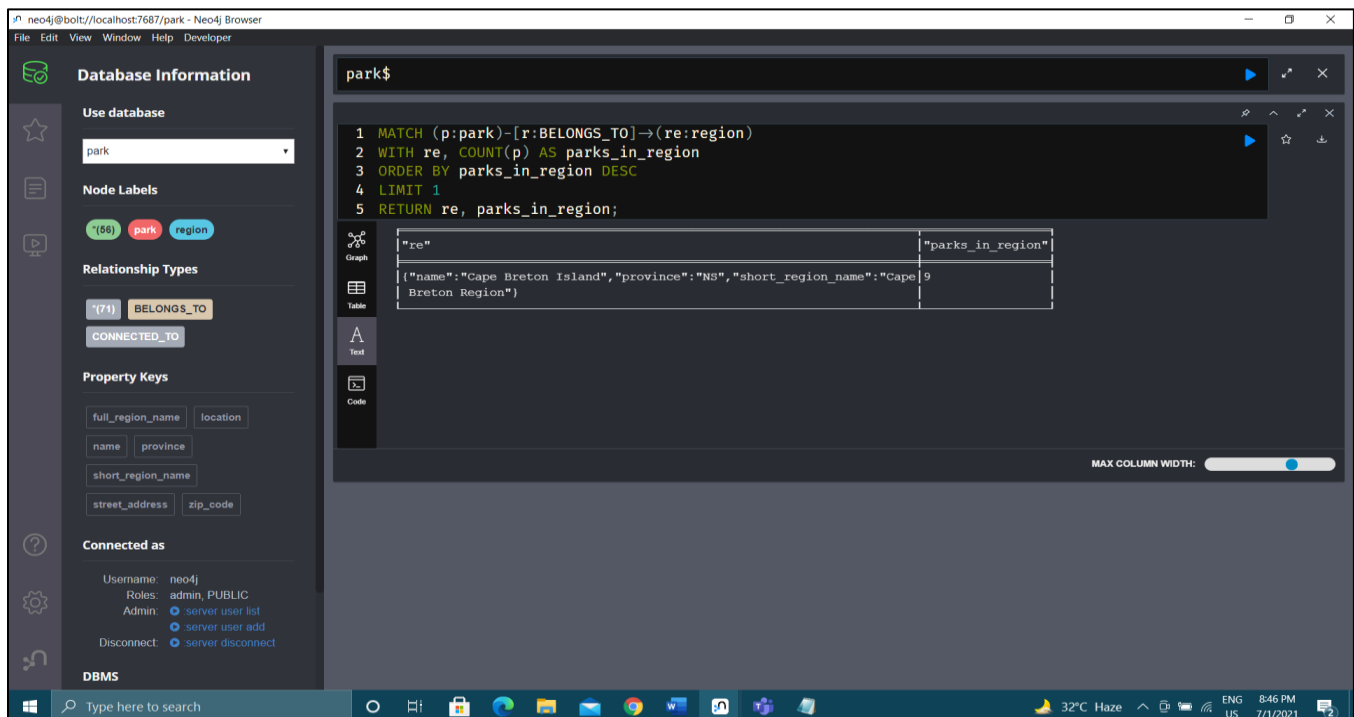 neo4j@bolt://localhost:7687/park - Neo4j Browser
File Edit View Window Help Developer
Database Information
Use database
park
Node Labels
*(56) park region
Relationship Types
*(71) BELONGS_TO
CONNECTED_TO
Property Keys
full_region_name location
name province
short_region_name
street_address zip_code
Connected as
Username: neo4j
Roles: admin, PUBLIC
Admin: :server user list
:server user add
Disconnect: :server disconnect
DBMS
park$
1 MATCH (p:park)-[r:BELONGS_TO]→(re:region)
2 WITH re, COUNT(p) AS parks_in_region
3 ORDER BY parks_in_region DESC
4 LIMIT 1
5 RETURN re, parks_in_region;
Graph
Table
A
Text
Code
"re" "parks_in_region"
{"name":"Cape Breton Island","province":"NS","short_region_name":"Cape 9
Breton Region"}
MAX COLUMN WIDTH:
Type here to search
32°C Haze
ENG
US
8:46 PM
7/1/2021
2